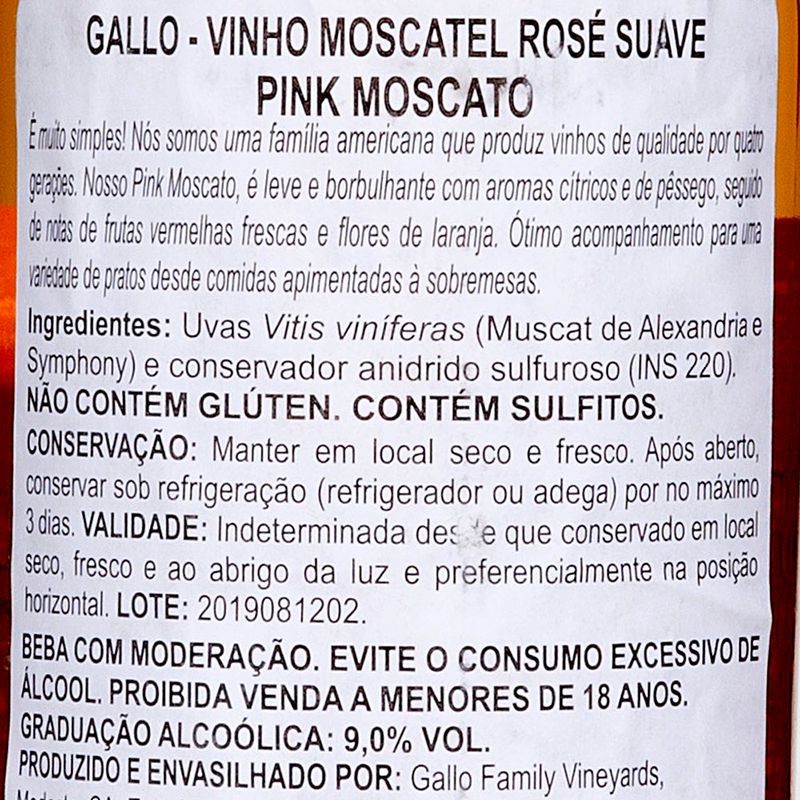 GALLO - VINHO MOSCATEL ROSÉ SUAVE
PINK MOSCATO
É muito simples! Nós somos uma família americana que produz vinhos de qualidade por quatro
gerações. Nosso Pink Moscato, é leve e borbulhante com aromas cítricos e de pêssego, seguido
de notas de frutas vermelhas frescas e flores de laranja. Ótimo acompanhamento para uma
variedade de pratos desde comidas apimentadas à sobremesas.
Ingredientes: Uvas Vitis viníferas (Muscat de Alexandria e
Symphony) e conservador anidrido sulfuroso (INS 220).
NÃO CONTÉM GLÚTEN. CONTÉM SULFITOS.
CONSERVAÇÃO: Manter em local seco e fresco. Após aberto,
conservar sob refrigeração (refrigerador ou adega) por no máximo
3 dias. VALIDADE: Indeterminada desde que conservado em local
seco, fresco e ao abrigo da luz e preferencialmente na posição
horizontal. LOTE: 2019081202.
BEBA COM MODERAÇÃO. EVITE O CONSUMO EXCESSIVO DE
ÁLCOOL. PROIBIDA VENDA A MENORES DE 18 ANOS.
GRADUAÇÃO ALCOÓLICA: 9,0% VOL.
PRODUZIDO E ENVASILHADO POR: Gallo Family Vineyards,